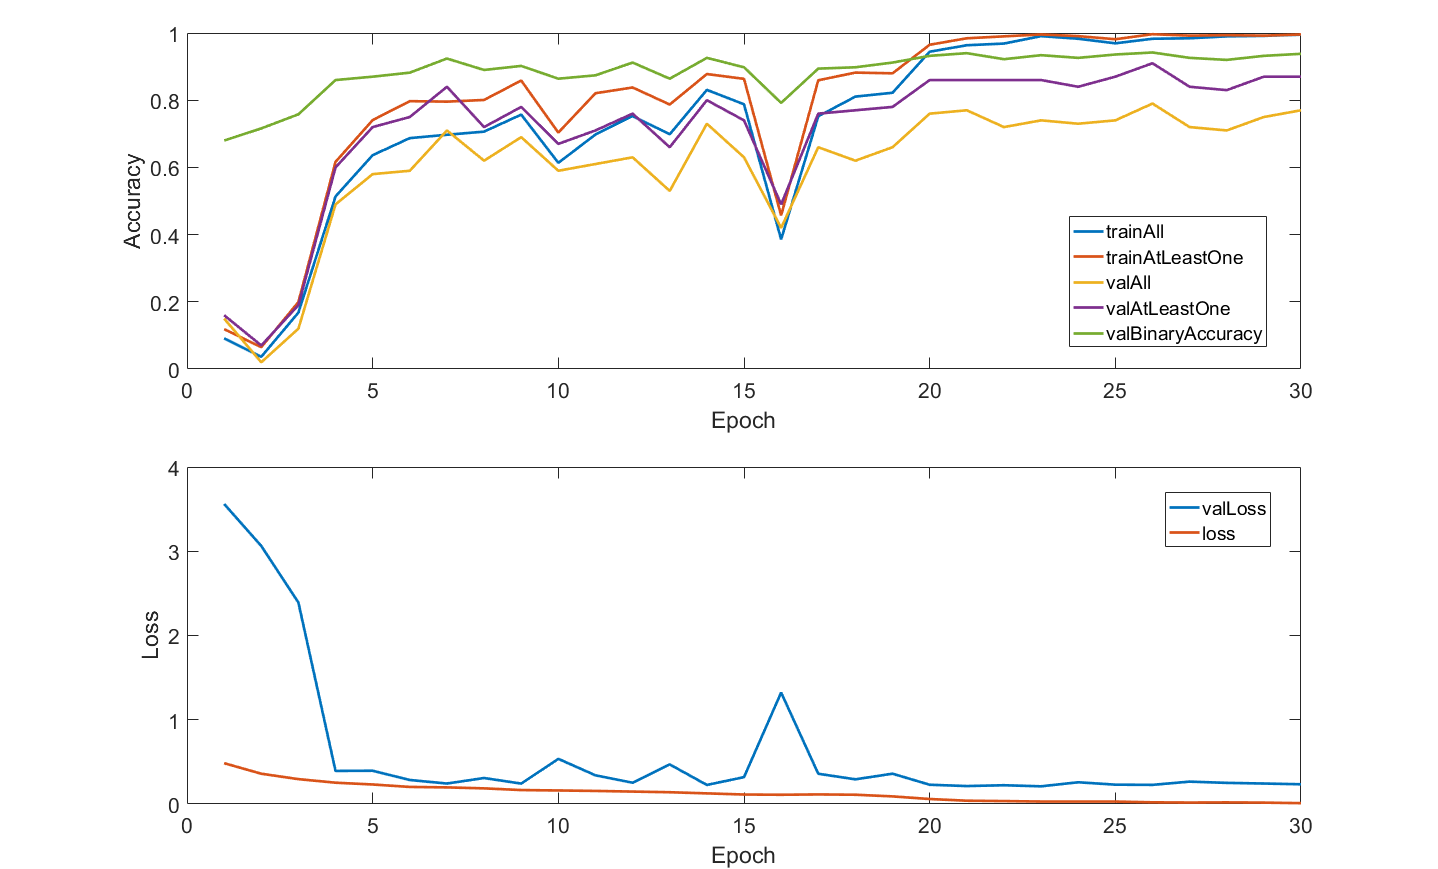 1
0.8
0.6
0.4
0.2
0
Accuracy
0 5 10 15 20 25 30
Epoch
trainAll
trainAtLeastOne
valAll
valAtLeastOne
valBinaryAccuracy
4
3
2
1
0
Loss
0 5 10 15 20 25 30
Epoch
valLoss
loss